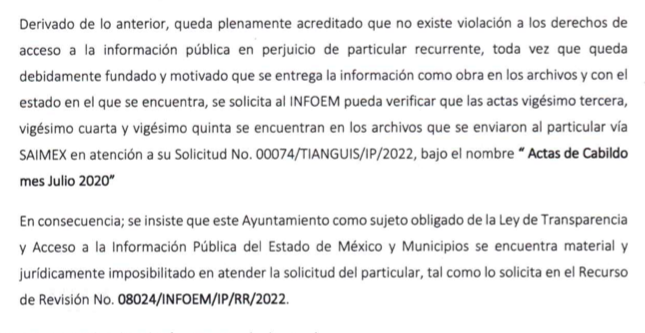 Derivado de lo anterior, queda plenamente acreditado que no existe violación a los derechos de
acceso a la información pública en perjuicio de particular recurrente, toda vez que queda
debidamente fundado y motivado que se entrega la información como obra en los archivos y con el
estado en el que se encuentra, se solicita al INFOEM pueda verificar que las actas vigésimo tercera,
vigésimo cuarta y vigésimo quinta se encuentran en los archivos que se enviaron al particular vía
SAIMEX en atención a su Solicitud No. 00074/TIANGUIS/IP/2022, bajo el nombre “ Actas de Cabildo
mes Julio 2020”
En consecuencia; se insiste que este Ayuntamiento como sujeto obligado de la Ley de Transparencia
y Acceso a la Información Pública del Estado de México y Municipios se encuentra material y
jurídicamente imposibilitado en atender la solicitud del particular, tal como lo solicita en el Recurso
de Revisión No. 08024/INFOEM/IP/RR/2022.